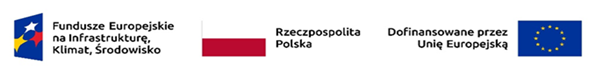 Fundusze Europejskie
na Infrastrukturę,
Klimat, Środowisko
Rzeczpospolita
Polska
Dofinansowane przez
Unię Europejską